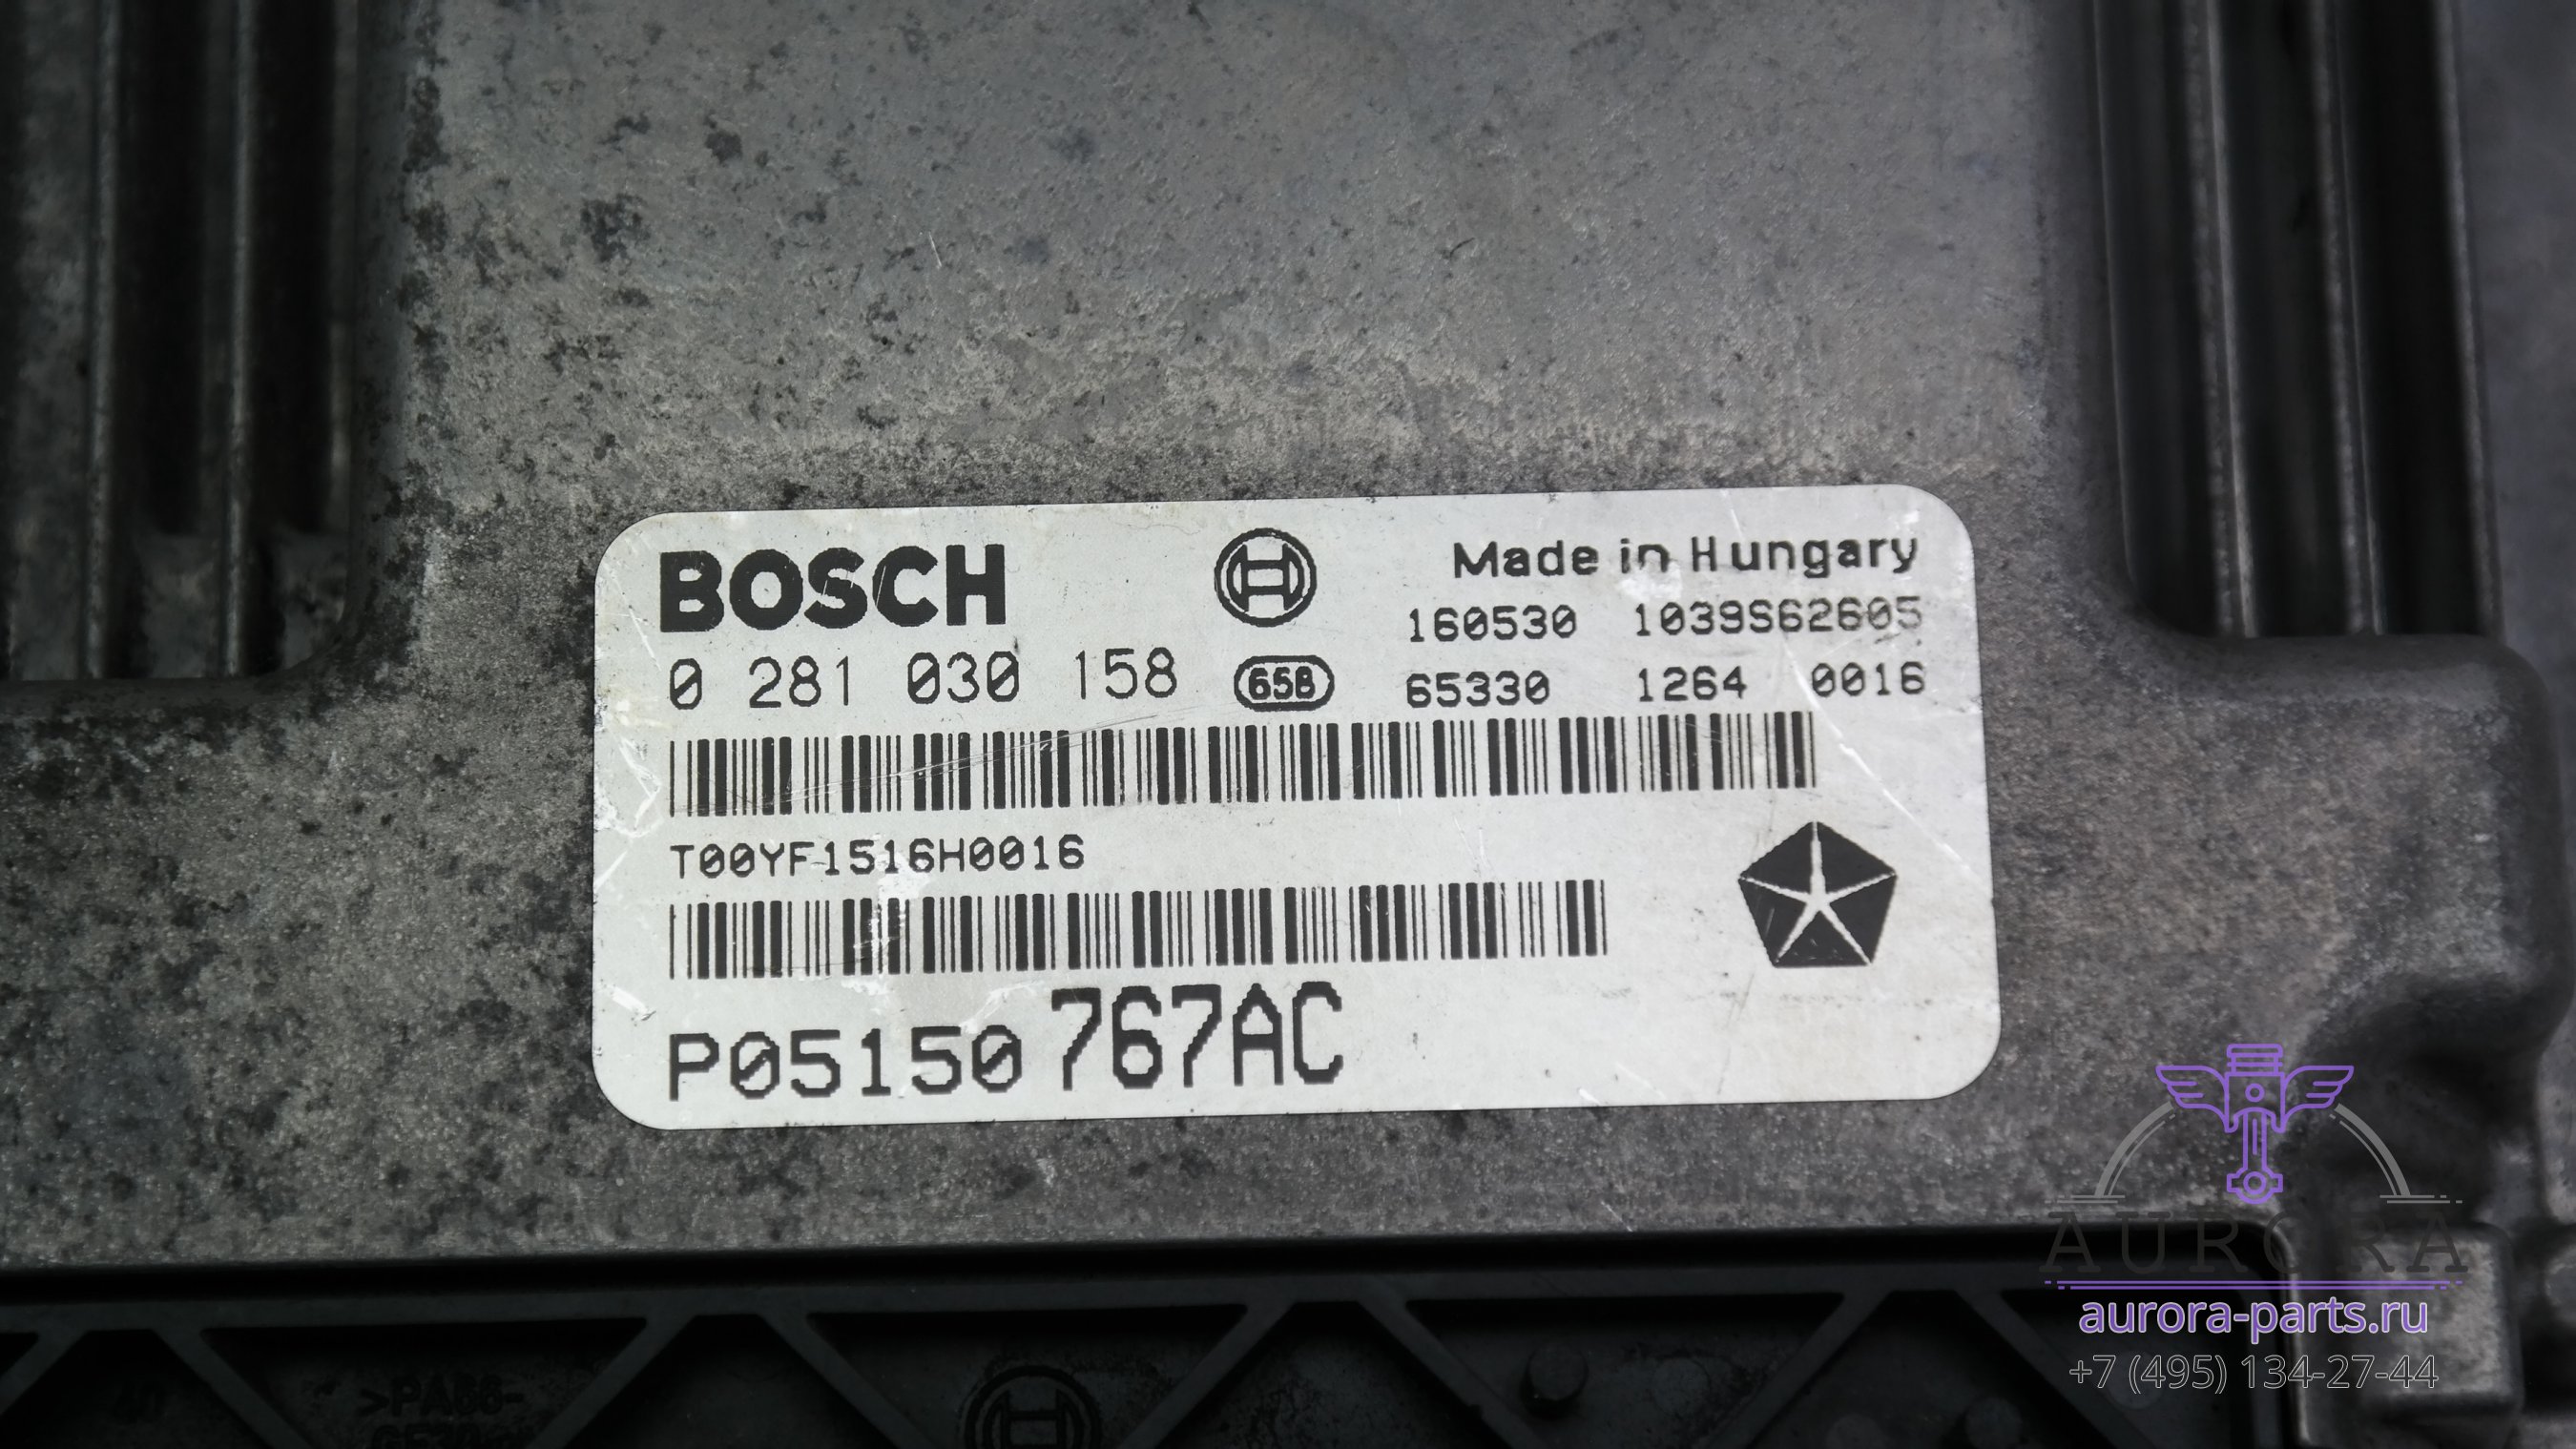 BOSCH
Made in Hungary
160530 1039S62605
0 281 030 158 658 65330 1264 0016
T00YF1516H0016
P05150767AC
AURORA
aurora-parts.ru
+7 (495) 134-27-44